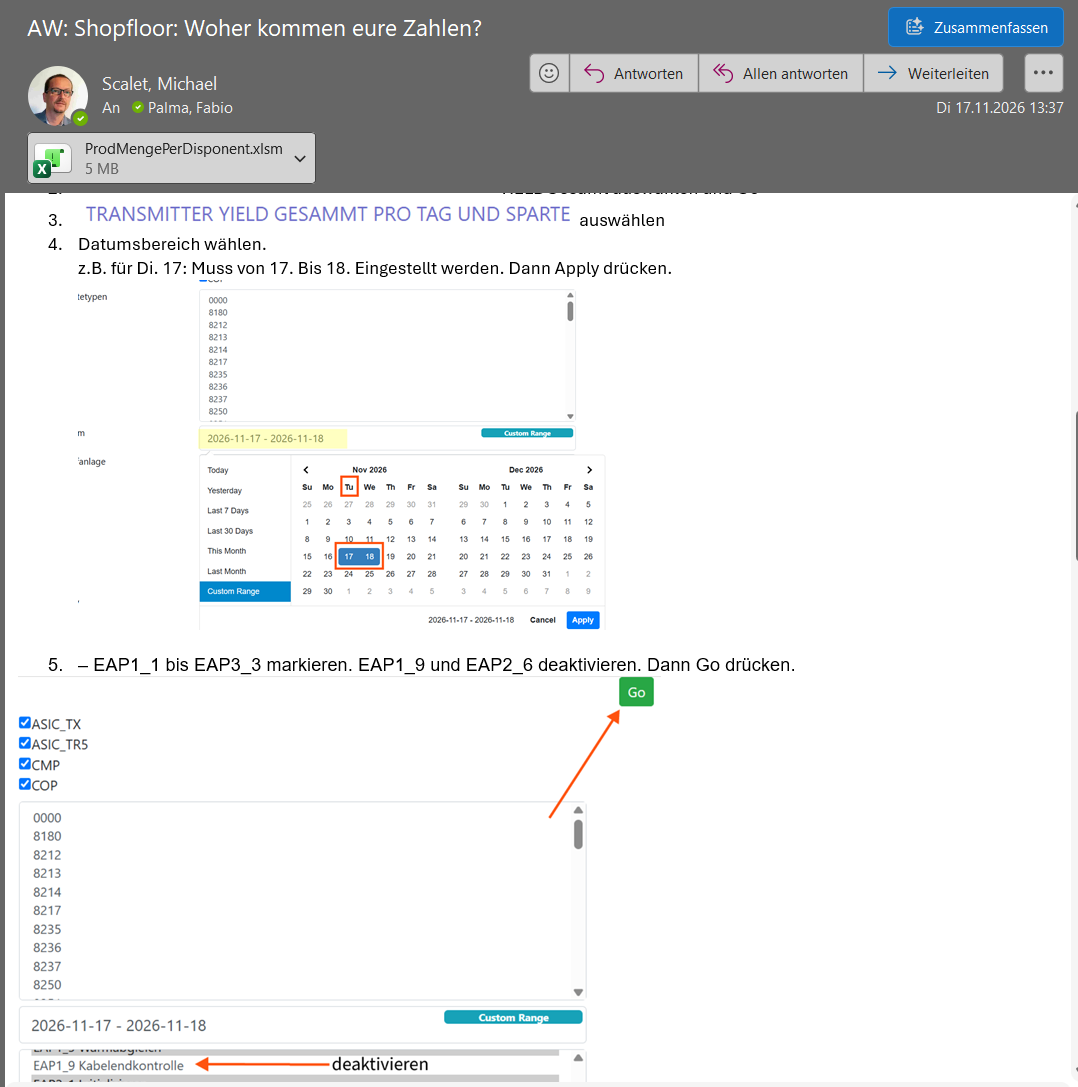 AW: Shopfloor: Woher kommen eure Zahlen?
Zusammenfassen
Scalet, Michael
An Palma, Fabio
Antworten
Allen antworten
Weiterleiten
Di 17.11.2026 13:37
ProdMengePerDisponent.xlsm
5 MB
3. TRANSMITTER YIELD GESAMMT PRO TAG UND SPARTE auswählen
4. Datumsbereich wählen.
z.B. für Di. 17: Muss von 17. Bis 18. Eingestellt werden. Dann Apply drücken.
tetypen
0000
8180
8212
8213
8214
8217
8235
8236
8237
8250
m
2026-11-17 - 2026-11-18
Custom Range
anlage
Today
Yesterday
Last 7 Days
Last 30 Days
This Month
Last Month
Custom Range
Nov 2026
Su Mo Tu We Th Fr Sa
25 26 27 28 29 30 31
1 2 3 4 5 6 7
8 9 10 11 12 13 14
15 16 17 18 19 20 21
22 23 24 25 26 27 28
29 30 1 2 3 4 5
Dec 2026
Su Mo Tu We Th Fr Sa
29 30 1 2 3 4 5
6 7 8 9 10 11 12
13 14 15 16 17 18 19
20 21 22 23 24 25 26
27 28 29 30 31 1 2
3 4 5 6 7 8 9
2026-11-17 - 2026-11-18 Cancel Apply
5. – EAP1_1 bis EAP3_3 markieren. EAP1_9 und EAP2_6 deaktivieren. Dann Go drücken.
Go
ASIC_TX
ASIC_TR5
CMP
COP
0000
8180
8212
8213
8214
8217
8235
8236
8237
8250
2026-11-17 - 2026-11-18
Custom Range
EAP1_9 Kabelendkontrolle
deaktivieren